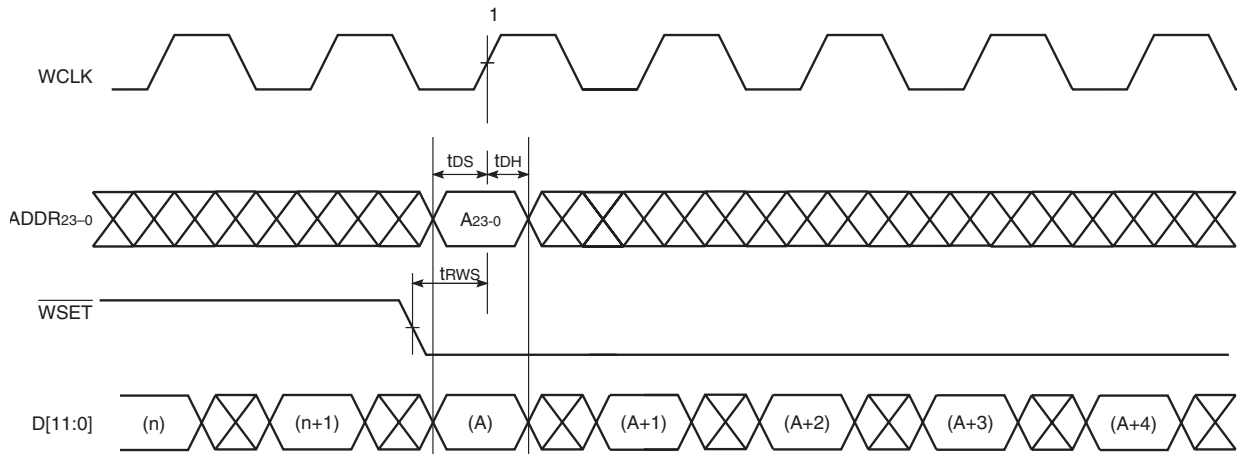 1
WCLK
tDS tDH
ADDR23–0 A23-0
tRWS
WSET
D[11:0] (n) (n+1) (A) (A+1) (A+2) (A+3) (A+4)